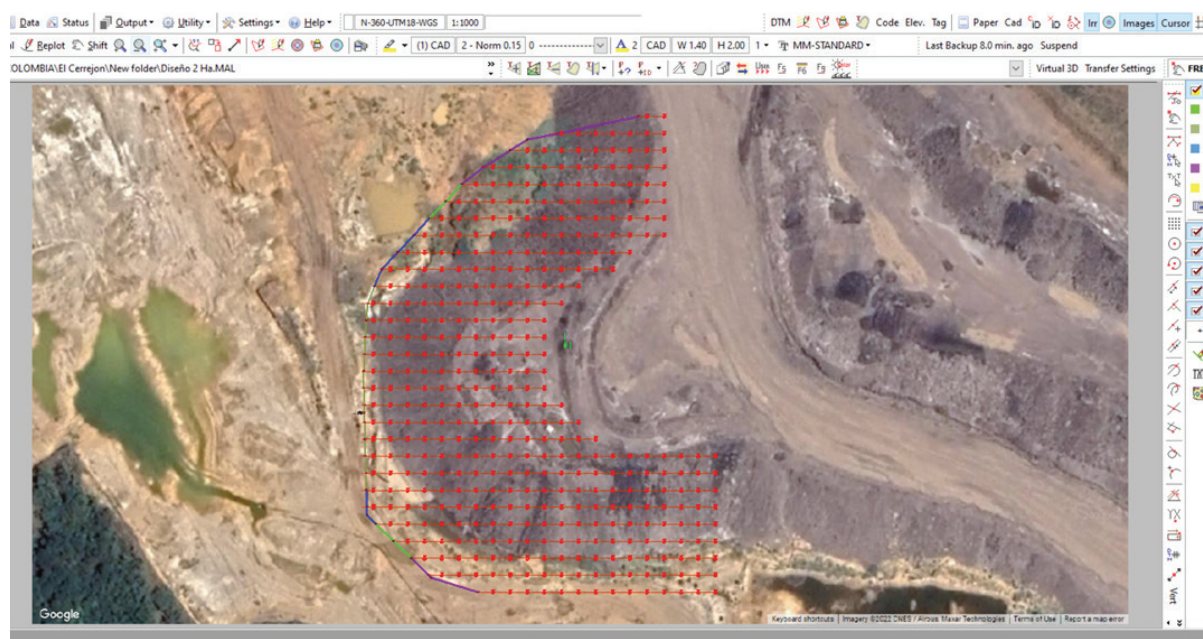 Data Status Output Utility Settings Help N-360-UTM18-WGS 1:1000 DTM Code Elev. Tag Paper Cad Irr Images Cursor
Replot Shift (1) CAD 2 - Norm 0.15 0 A 2 CAD W 1.40 H 2.00 1 MM-STANDARD Last Backup 8.0 min. ago Suspend
OLOMBIA\El Cerrejon\New folder\Diseño 2 Ha.MAL Virtual 3D Transfer Settings FRE
Vert
Google
Keyboard shortcuts Imagery ©2022 CNES / Airbus, Maxar Technologies Terms of Use Report a map error